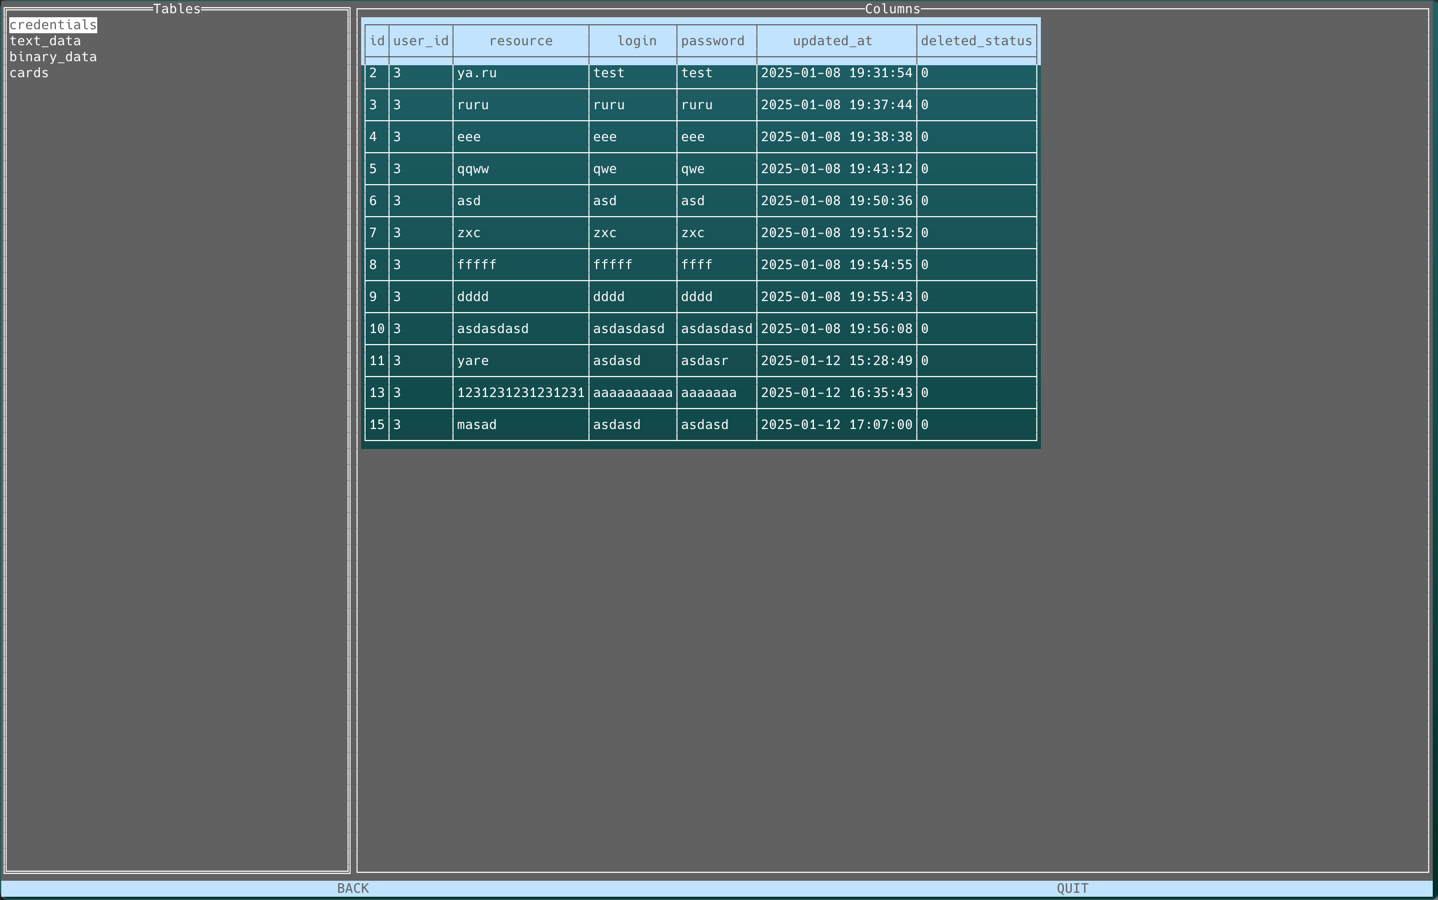 Tables
credentials
text_data
binary_data
cards
Columns
id user_id resource login password updated_at deleted_status
2 3 ya.ru test test 2025-01-08 19:31:54 0
3 3 ruru ruru ruru 2025-01-08 19:37:44 0
4 3 eee eee eee 2025-01-08 19:38:38 0
5 3 qqww qwe qwe 2025-01-08 19:43:12 0
6 3 asd asd asd 2025-01-08 19:50:36 0
7 3 zxc zxc zxc 2025-01-08 19:51:52 0
8 3 fffff fffff ffff 2025-01-08 19:54:55 0
9 3 dddd dddd dddd 2025-01-08 19:55:43 0
10 3 asdasdasd asdasdasd asdasdasd 2025-01-08 19:56:08 0
11 3 yare asdasd asdasr 2025-01-12 15:28:49 0
13 3 1231231231231231 aaaaaaaaaa aaaaaaa 2025-01-12 16:35:43 0
15 3 masad asdasd asdasd 2025-01-12 17:07:00 0
BACK QUIT